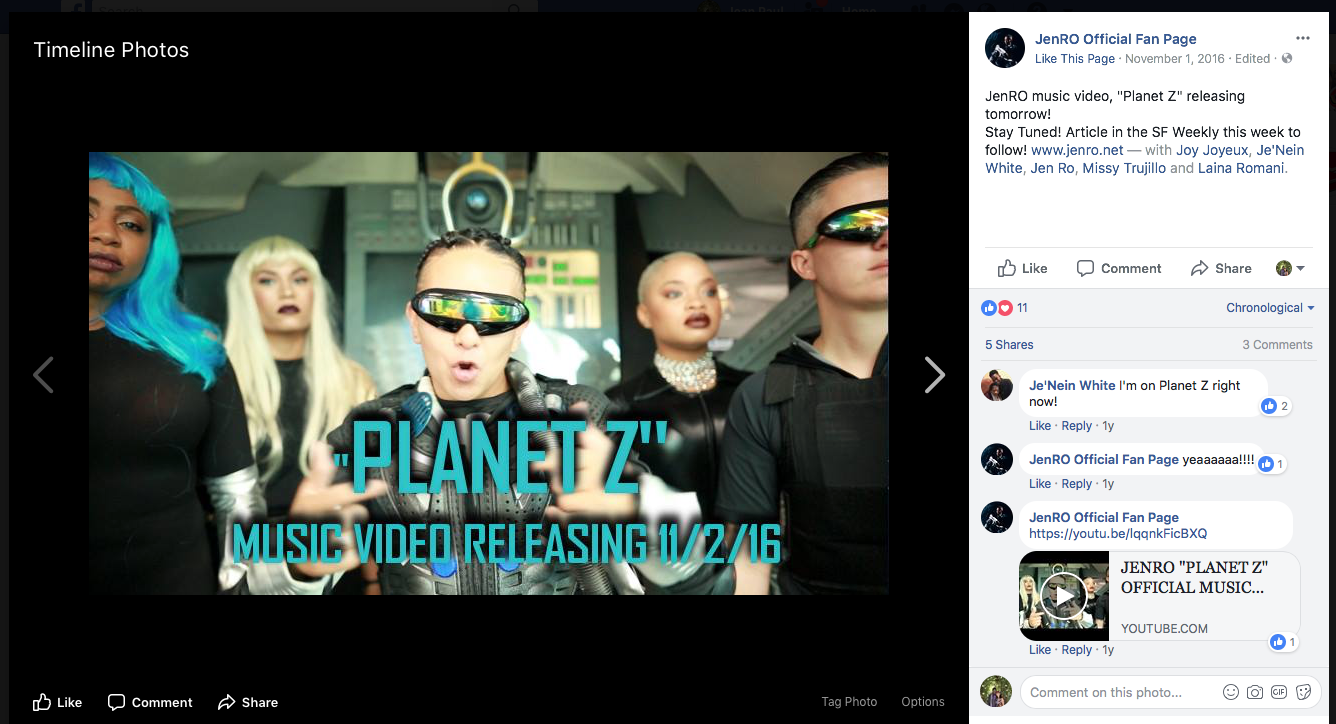 Search
Home
Timeline Photos
"PLANET Z"
MUSIC VIDEO RELEASING 11/2/16
Like Comment Share
Tag Photo Options
JenRO Official Fan Page
Like This Page · November 1, 2016 · Edited ·
JenRO music video, "Planet Z" releasing
tomorrow!
Stay Tuned! Article in the SF Weekly this week to
follow! www.jenro.net — with Joy Joyeux, Je'Nein
White, Jen Ro, Missy Trujillo and Laina Romani.
Like Comment Share
11 Chronological
5 Shares 3 Comments
Je'Nein White I'm on Planet Z right
now!
2
Like · Reply · 1y
JenRO Official Fan Page yeaaaaaa!!!! 1
Like · Reply · 1y
JenRO Official Fan Page
https://youtu.be/lqqnkFicBXQ
JENRO "PLANET Z"
OFFICIAL MUSIC...
YOUTUBE.COM
1
Like · Reply · 1y
Comment on this photo... GIF